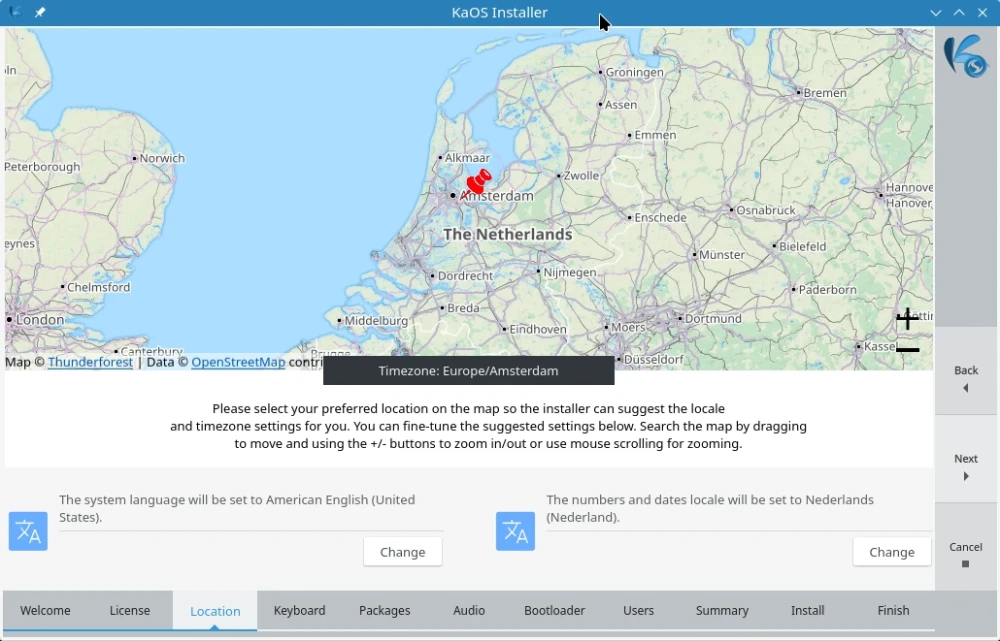 KaOS Installer
Groningen
Bremen
Assen
Emmen
Norwich
Alkmaar
Peterborough
Zwolle
Hannove
Amsterdam
Hannover,
Enschede
Osnabruck
The Netherlands
Bielefeld
Münster
Dordrecht
Nijmegen
Chelmsford
Paderborn
Breda
London
Middelburg
Dortmund
Eindhoven
Moers
Kasse
Canterbury
Brugge
Düsseldorf
Map © Thunderforest | Data © OpenStreetMap contri
Timezone: Europe/Amsterdam
Back
Please select your preferred location on the map so the installer can suggest the locale
and timezone settings for you. You can fine-tune the suggested settings below. Search the map by dragging
to move and using the +/- buttons to zoom in/out or use mouse scrolling for zooming.
Next
The system language will be set to American English (United
States).
Change
The numbers and dates locale will be set to Nederlands
(Nederland).
Change
Cancel
Welcome
License
Location
Keyboard
Packages
Audio
Bootloader
Users
Summary
Install
Finish